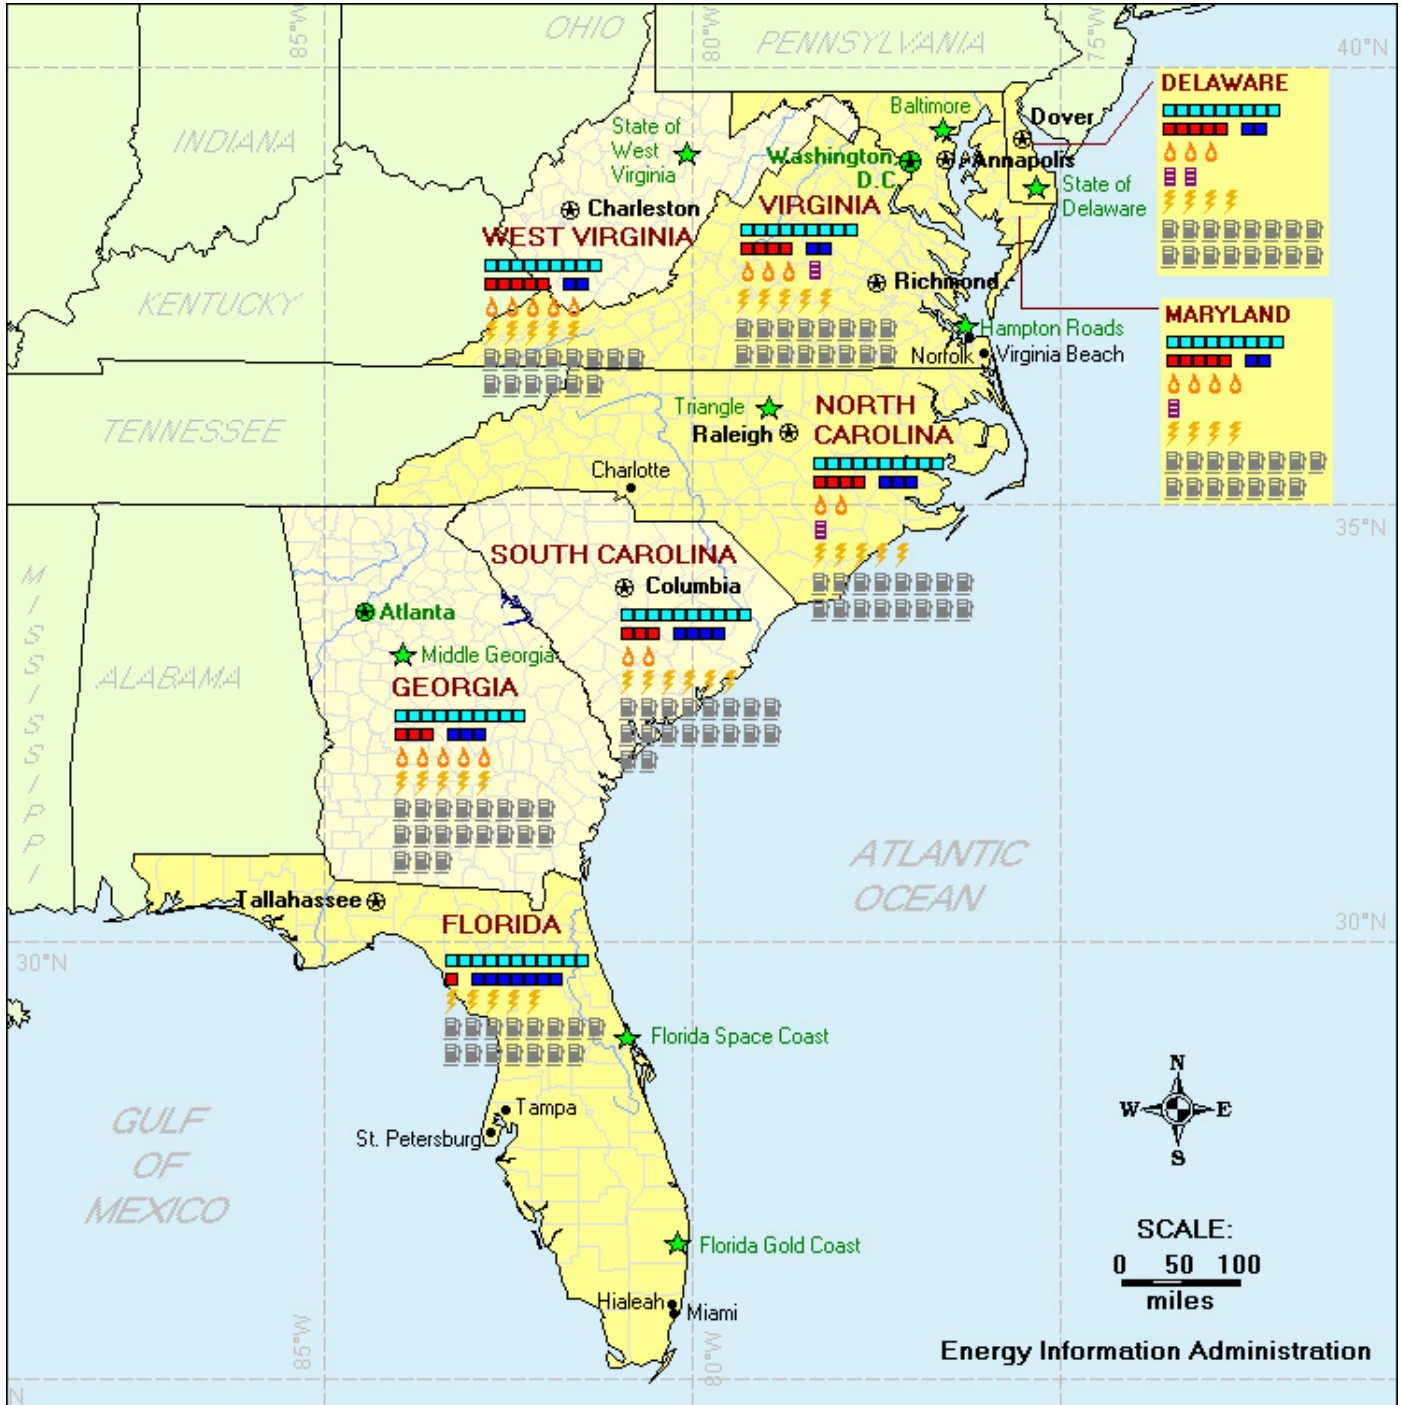 85°W
OHIO
80°W
PENNSYLVANIA
75°W
40°N
INDIANA
State of
West
Virginia
Baltimore
Dover
DELAWARE
Washington
D.C.
Annapolis
State of
Delaware
Charleston
WEST VIRGINIA
VIRGINIA
Richmond
KENTUCKY
Hampton Roads
Norfolk
Virginia Beach
MARYLAND
TENNESSEE
Triangle
Raleigh
NORTH
CAROLINA
Charlotte
35°N
SOUTH CAROLINA
Columbia
MISSISSIPPI
Atlanta
Middle Georgia
ALABAMA
GEORGIA
ATLANTIC
OCEAN
Tallahassee
FLORIDA
30°N
30°N
Florida Space Coast
GULF
OF
MEXICO
Tampa
St. Petersburg
N
W
E
S
Florida Gold Coast
SCALE:
0 50 100
miles
Hialeah
Miami
85°W
80°W
Energy Information Administration
N